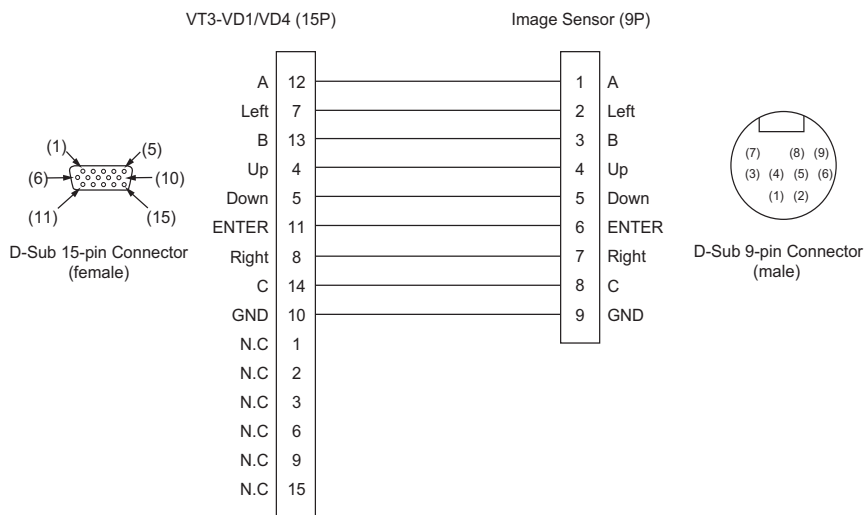 VT3-VD1/VD4 (15P) Image Sensor (9P)
A 12 1 A
Left 7 2 Left
B 13 3 B
Up 4 4 Up
Down 5 5 Down
ENTER 11 6 ENTER
Right 8 7 Right
C 14 8 C
GND 10 9 GND
N.C 1
N.C 2
N.C 3
N.C 6
N.C 9
N.C 15
(1) (5)
(6) (10)
(11) (15)
D-Sub 15-pin Connector
(female)
(7) (8) (9)
(3) (4) (5) (6)
(1) (2)
D-Sub 9-pin Connector
(male)